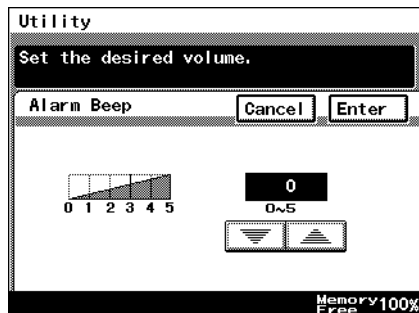 Utility
Set the desired volume.
Alarm Beep
Cancel
Enter
0
0 1 2 3 4 5
0~5
Memory
Free 100%